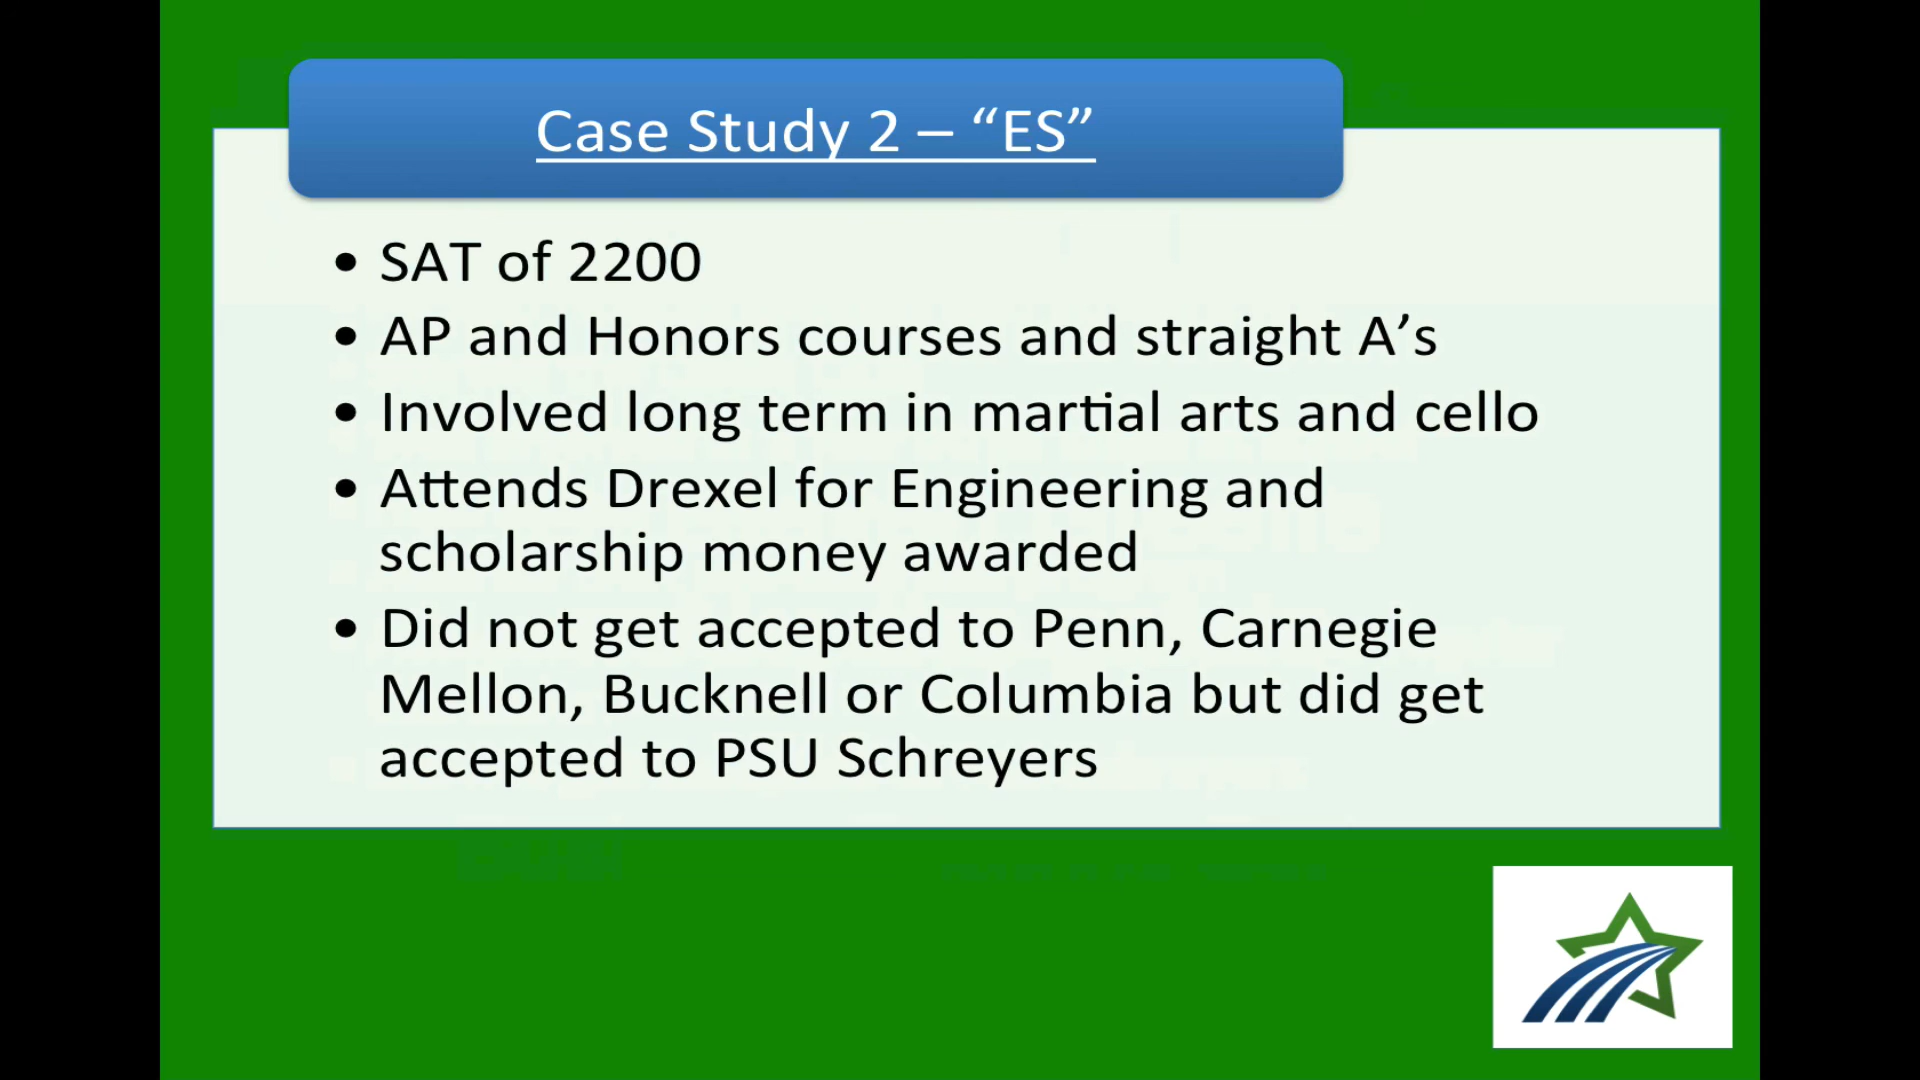 Case Study 2 – “ES”
• SAT of 2200
• AP and Honors courses and straight A’s
• Involved long term in martial arts and cello
• Attends Drexel for Engineering and
scholarship money awarded
• Did not get accepted to Penn, Carnegie
Mellon, Bucknell or Columbia but did get
accepted to PSU Schreyers